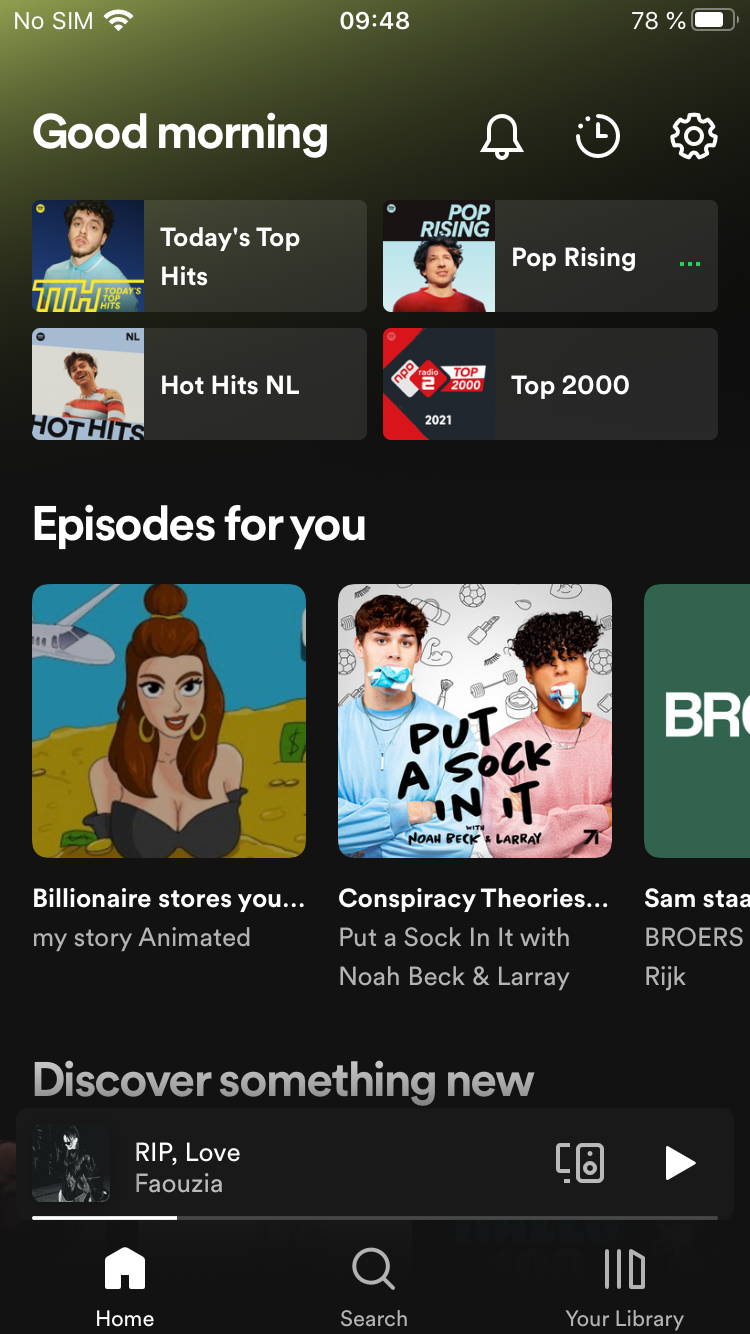 No SIM 09:48 78 %
Good morning
Today's Top
Hits
TTH TODAY'S
TOP
HITS
POP
RISING
Pop Rising
...
NL
HOT HITS
Hot Hits NL
npo radio 2 TOP
2000
2021
Top 2000
Episodes for you
$
PUT
A SOCK
IN IT
WITH
NOAH BECK & LARRAY
BRO
Billionaire stores you...
my story Animated
Conspiracy Theories...
Put a Sock In It with
Noah Beck & Larray
Sam staa
BROERS
Rijk
Discover something new
RIP, Love
Faouzia
Home
Search
Your Library